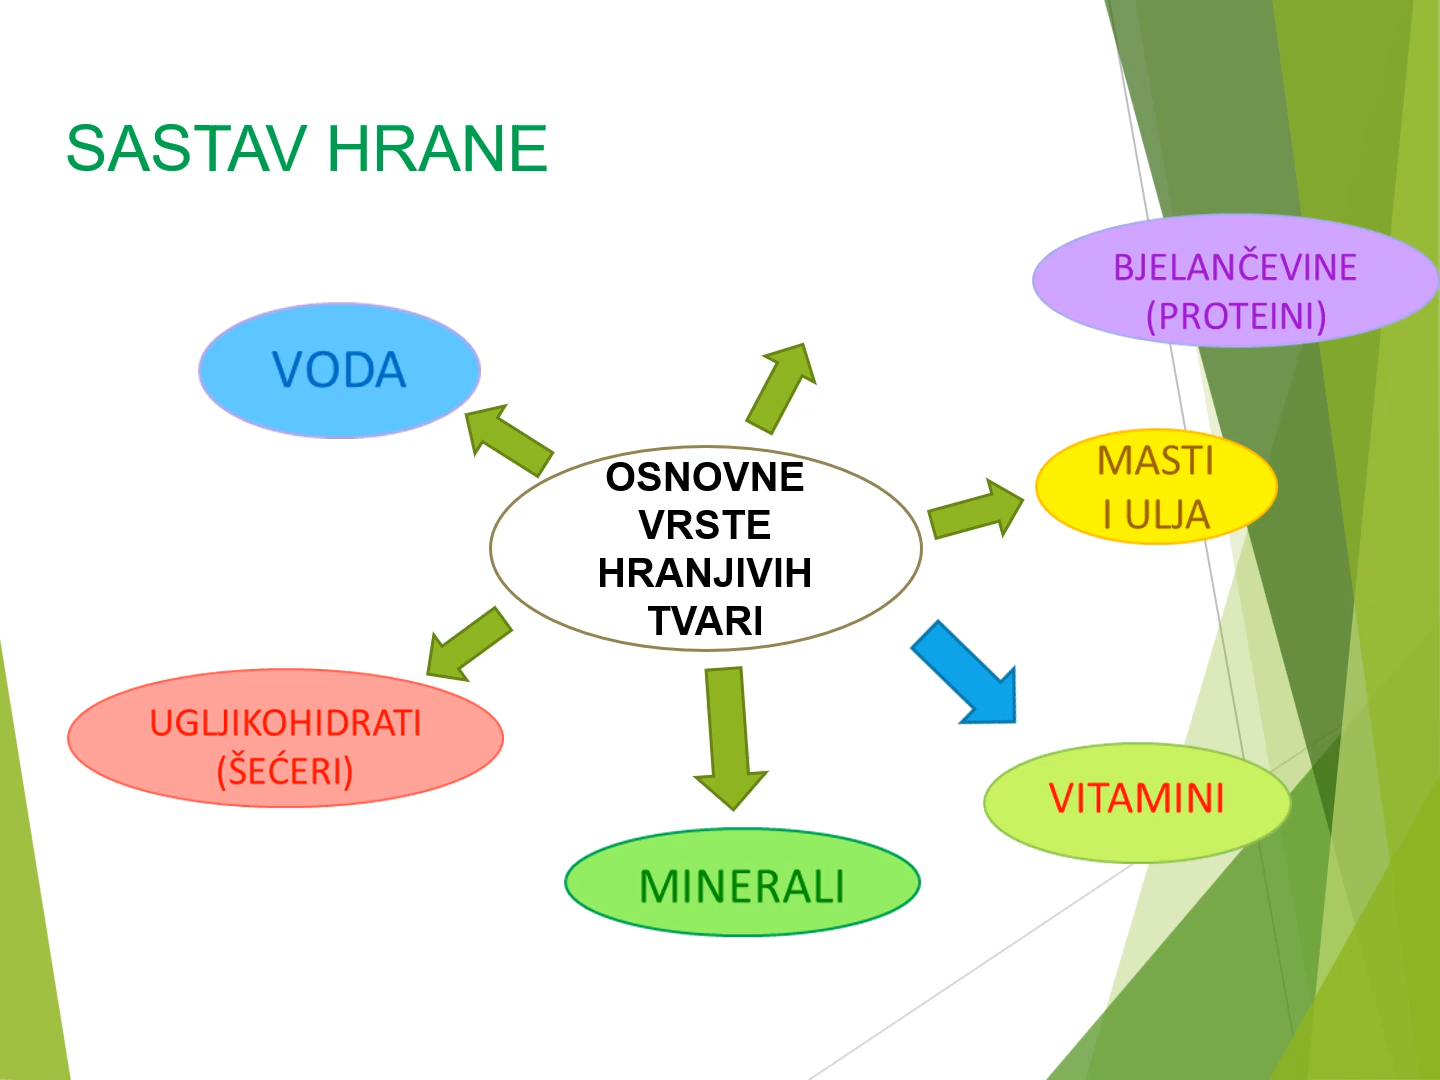 SASTAV HRANE
BJELANČEVINE
(PROTEINI)
VODA
MASTI
I ULJA
OSNOVNE
VRSTE
HRANJIVIH
TVARI
UGLJIKOHIDRATI
(ŠEĆERI)
VITAMINI
MINERALI